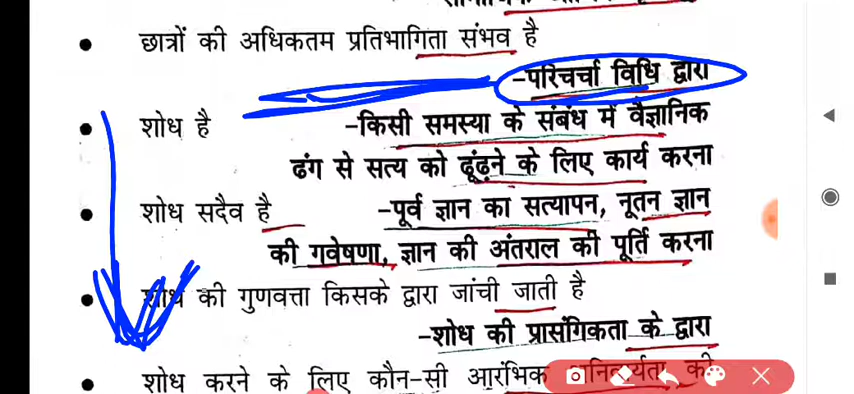 छात्रों की अधिकतम प्रतिभागिता संभव है
-परिचर्चा विधि द्वारा
शोध है -किसी समस्या के संबंध में वैज्ञानिक
ढंग से सत्य को ढूंढ़ने के लिए कार्य करना
शोध सदैव है -पूर्व ज्ञान का सत्यापन, नूतन ज्ञान
की गवेषणा, ज्ञान की अंतराल की पूर्ति करना
शोध की गुणवत्ता किसके द्वारा जांची जाती है
-शोध की प्रासंगिकता के द्वारा
शोध करने के लिए कौन-सी आरंभिक की